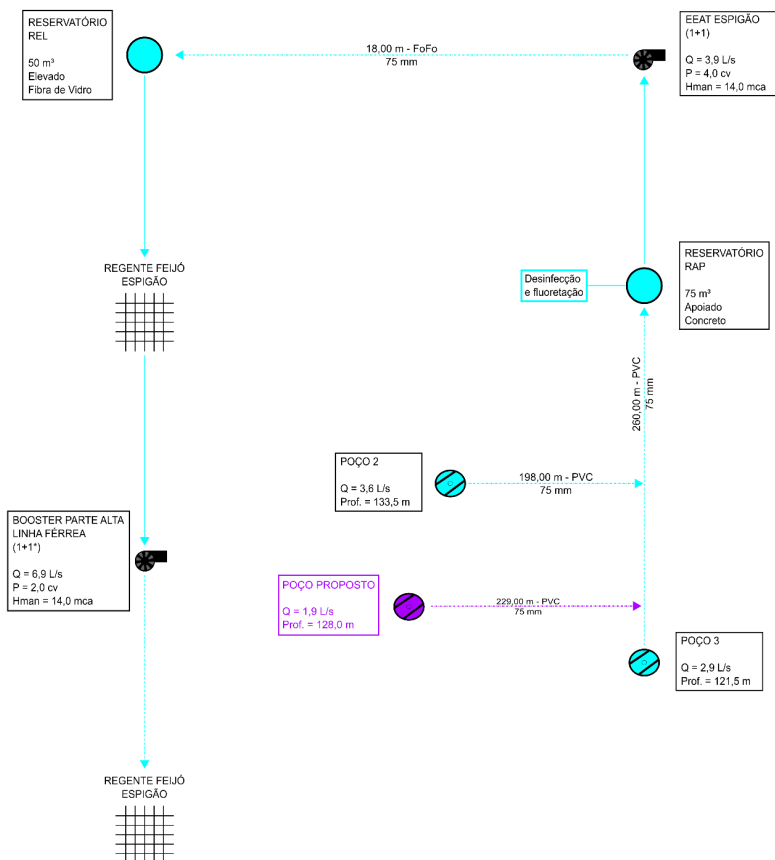 RESERVATÓRIO
REL
50 m³
Elevado
Fibra de Vidro
18,00 m - FoFo
75 mm
EEAT ESPIGÃO
(1+1)
Q = 3,9 L/s
P = 4,0 cv
Hman = 14,0 mca
REGENTE FEIJÓ
ESPIGÃO
Desinfecção
e fluoretação
RESERVATÓRIO
RAP
75 m³
Apoiado
Concreto
260,00 m - PVC
75 mm
POÇO 2
Q = 3,6 L/s
Prof. = 133,5 m
198,00 m - PVC
75 mm
BOOSTER PARTE ALTA
LINHA FÉRREA
(1+1*)
Q = 6,9 L/s
P = 2,0 cv
Hman = 14,0 mca
POÇO PROPOSTO
Q = 1,9 L/s
Prof. = 128,0 m
229,00 m - PVC
75 mm
POÇO 3
Q = 2,9 L/s
Prof. = 121,5 m
REGENTE FEIJÓ
ESPIGÃO